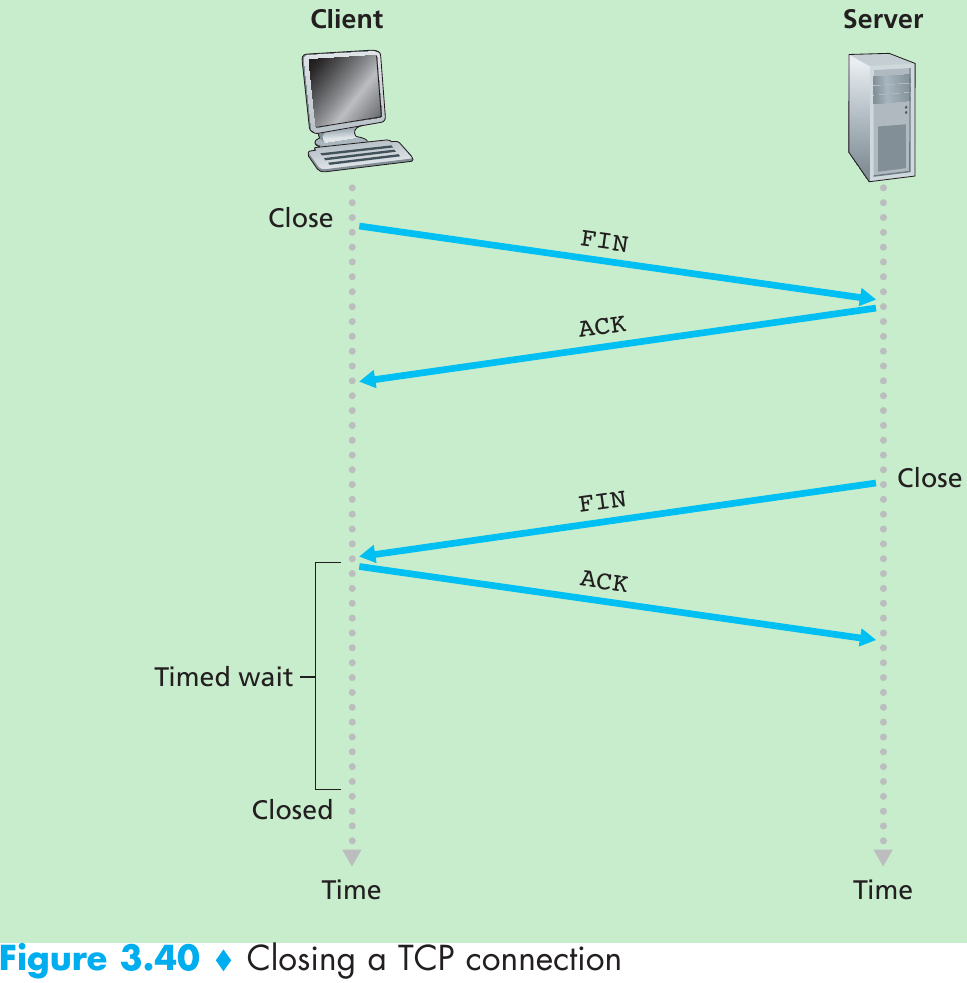 Client
Server
Close
FIN
ACK
Close
FIN
ACK
Timed wait
Closed
Time
Time
Figure 3.40 ♦ Closing a TCP connection